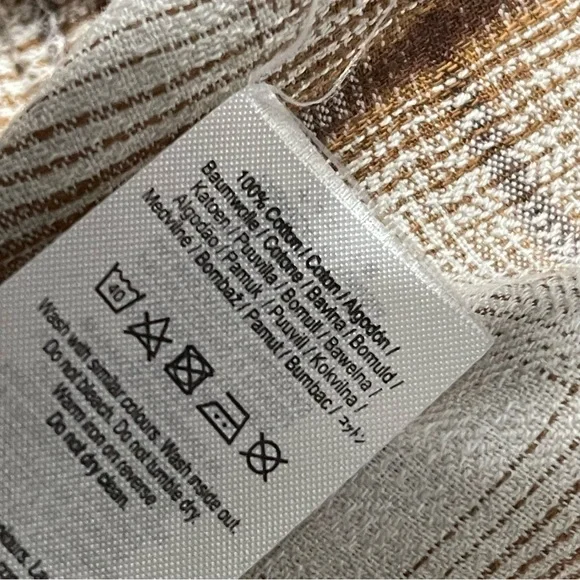 100% Cotton / Coton / Algodón /
Baumwolle / Cotone / Bavlna / Bomuld /
Katoen / Puuvilla / Bomull / Bawełna /
Algodão / Pamuk / Puuvill / Kokvilna /
Medvilnė / Bombaž / Pamut / Bumbac / コットン
40
Wash with similar colours. Wash inside out.
Do not bleach. Do not tumble dry.
Warm iron on reverse
Do not dry clean.